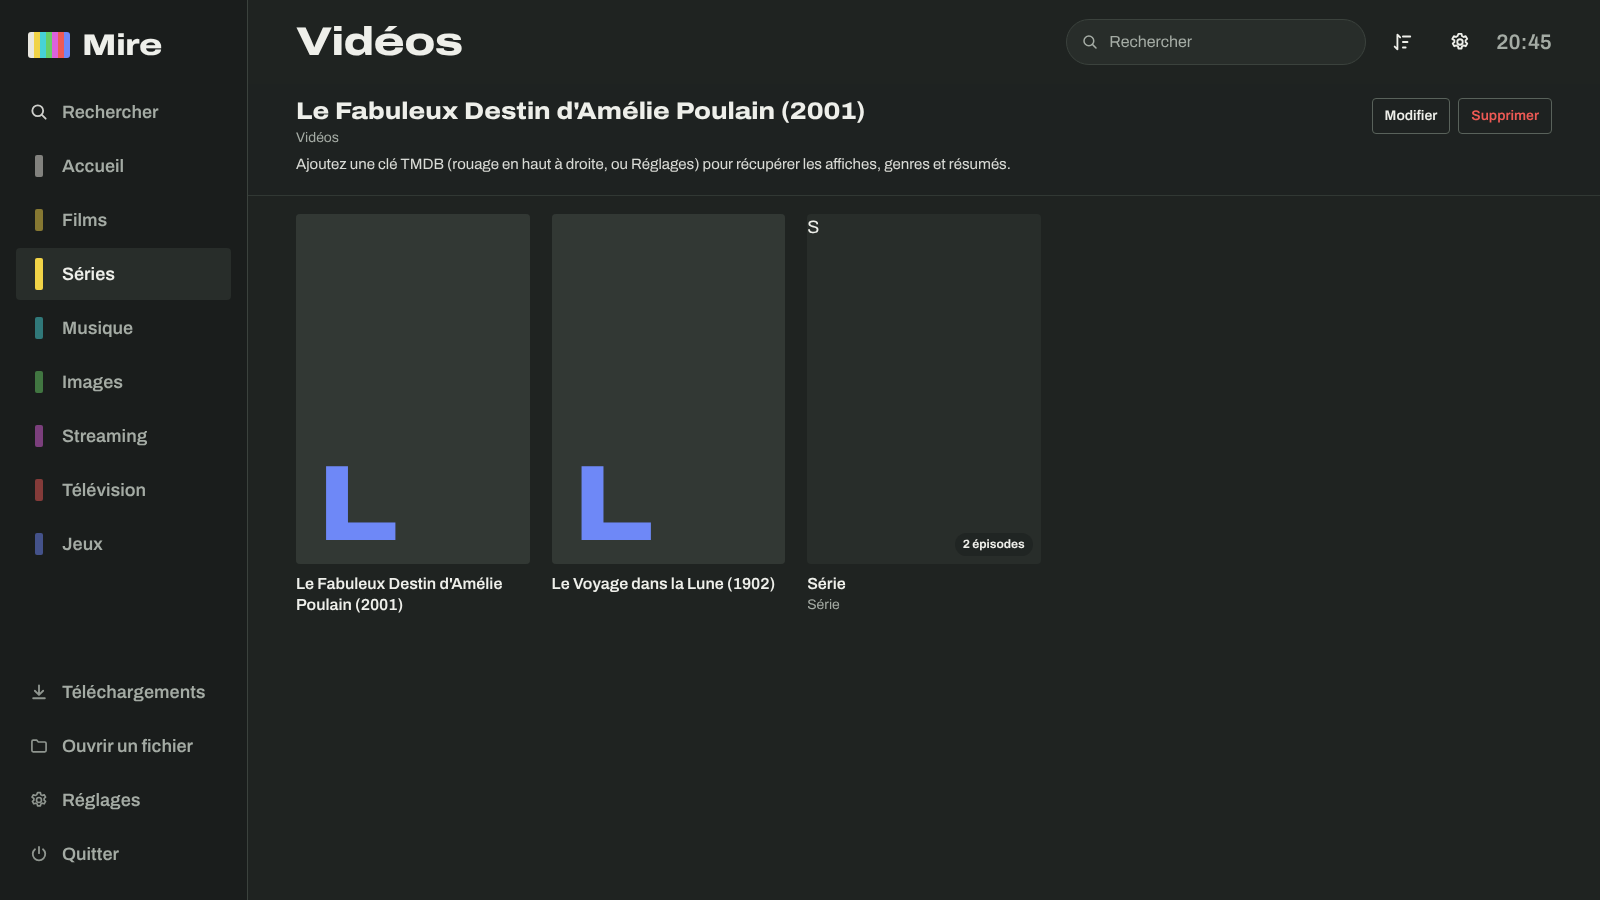 Mire
Rechercher
Accueil
Films
Séries
Musique
Images
Streaming
Télévision
Jeux
Téléchargements
Ouvrir un fichier
Réglages
Quitter
Vidéos
Rechercher
20:45
Le Fabuleux Destin d'Amélie Poulain (2001)
Vidéos
Ajoutez une clé TMDB (rouage en haut à droite, ou Réglages) pour récupérer les affiches, genres et résumés.
Modifier
Supprimer
L
Le Fabuleux Destin d'Amélie
Poulain (2001)
L
Le Voyage dans la Lune (1902)
S
2 épisodes
Série
Série